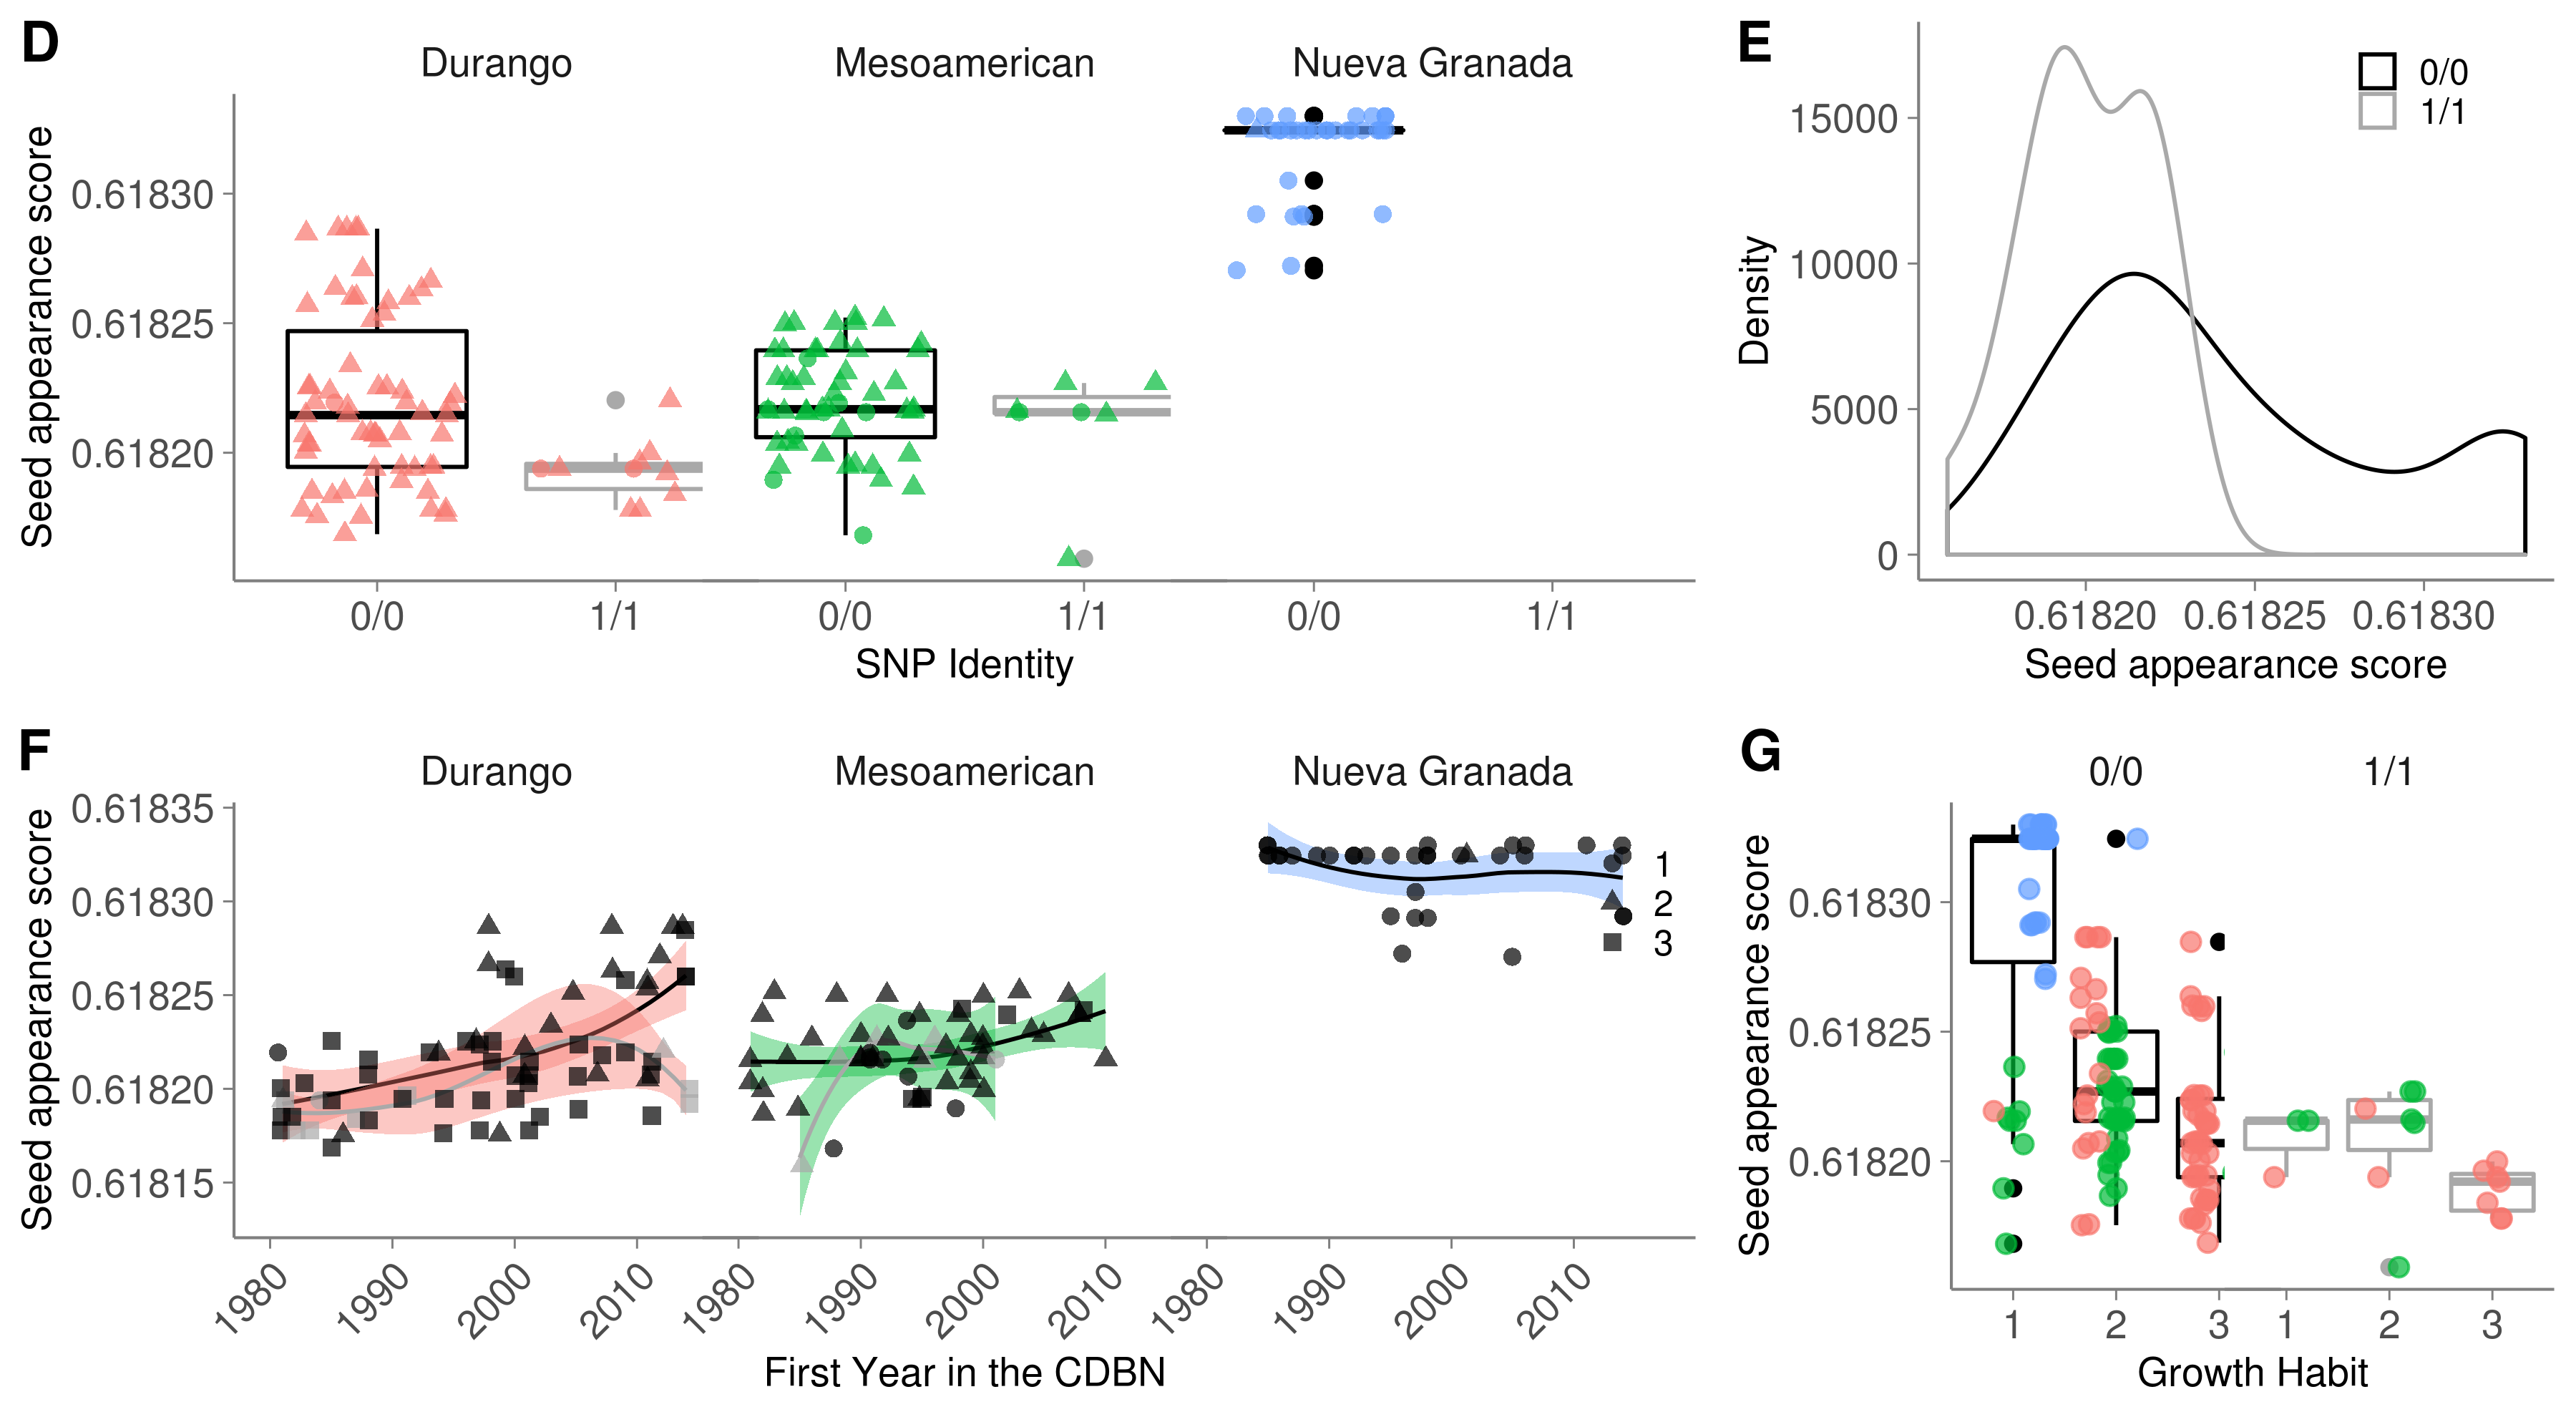 D
Durango Mesoamerican Nueva Granada
Seed appearance score
0.61830
0.61825
0.61820
0/0 1/1 0/0 1/1 0/0 1/1
SNP Identity
E
0/0
1/1
Density
15000
10000
5000
0
0.61820 0.61825 0.61830
Seed appearance score
F
Durango Mesoamerican Nueva Granada
Seed appearance score
0.61835
0.61830
0.61825
0.61820
0.61815
1
2
3
1980 1990 2000 2010 1980 1990 2000 2010 1980 1990 2000 2010
First Year in the CDBN
G
0/0 1/1
Seed appearance score
0.61830
0.61825
0.61820
1 2 3 1 2 3
Growth Habit